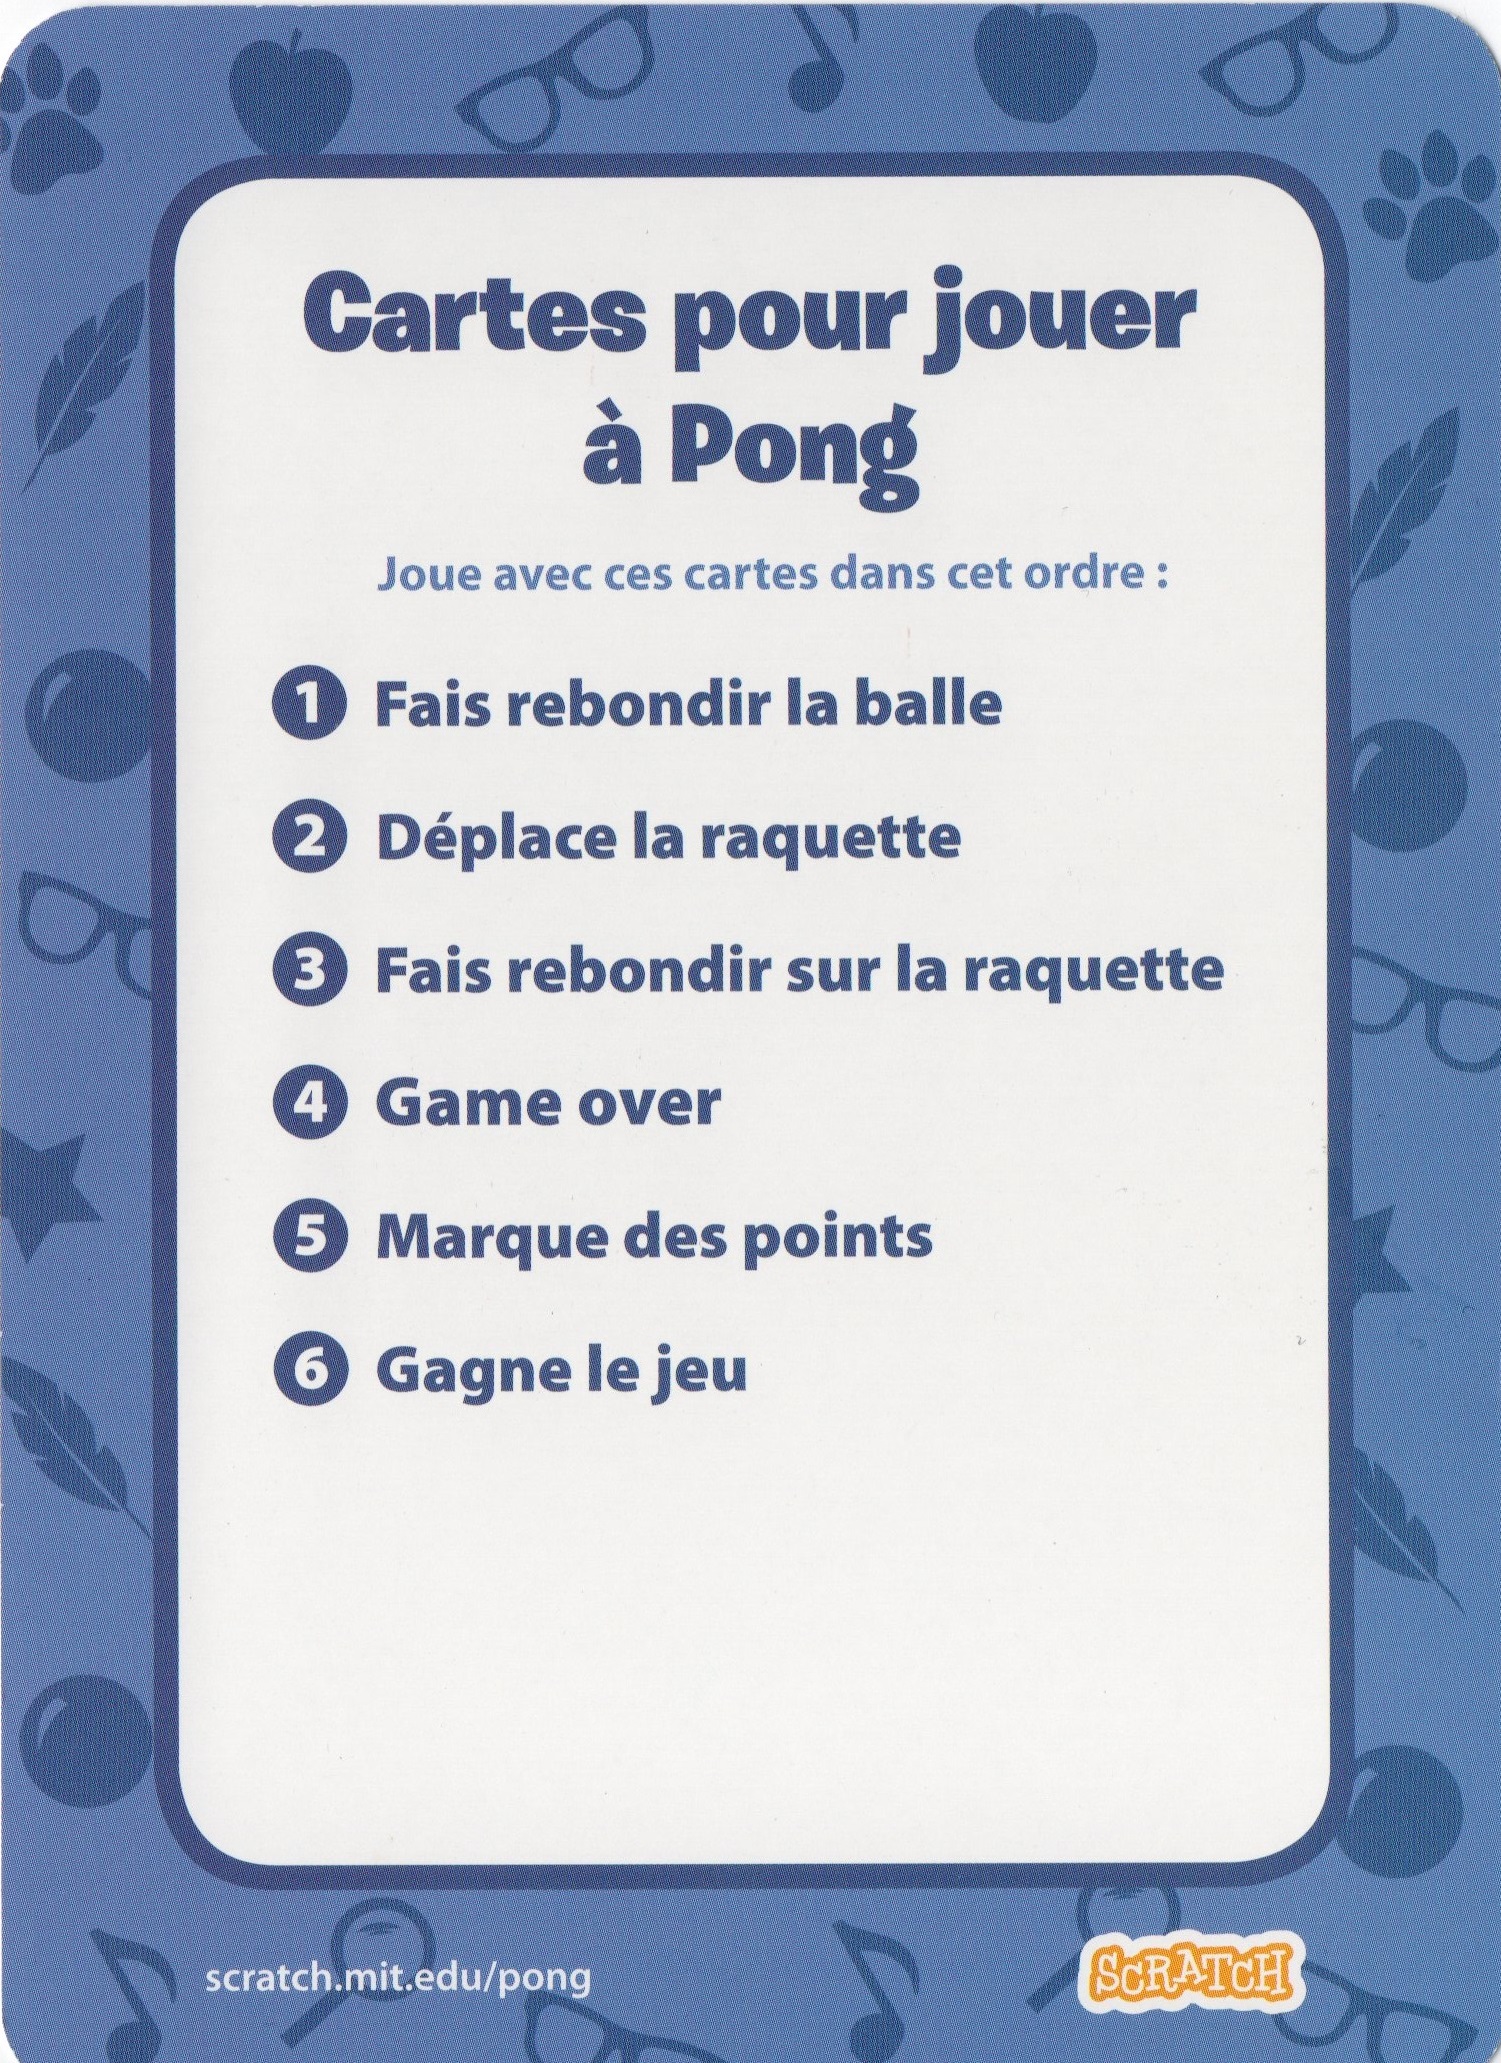 Cartes pour jouer
à Pong
Joue avec ces cartes dans cet ordre :
1 Fais rebondir la balle
2 Déplace la raquette
3 Fais rebondir sur la raquette
4 Game over
5 Marque des points
6 Gagne le jeu
scratch.mit.edu/pong
SCRATCH